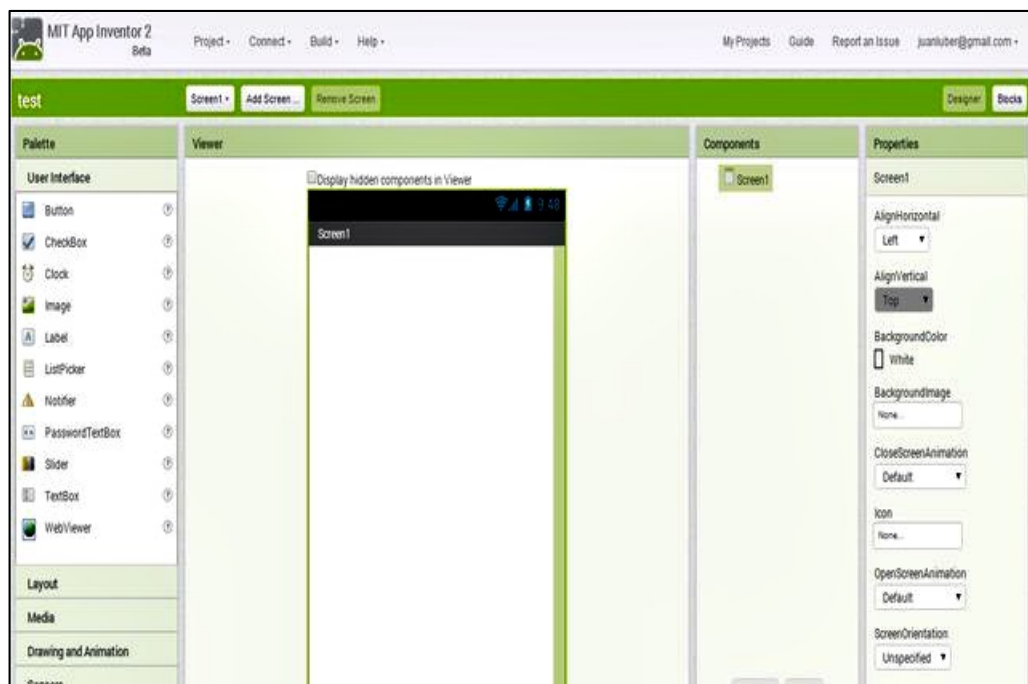 MIT App Inventor 2
Beta
Project Connect Build Help
My Projects Guide Report an Issue juanluber@gmail.com
test
Screen1 Add Screen ... Remove Screen
Designer Blocks
Palette
User Interface
Button
CheckBox
Clock
Image
Label
ListPicker
Notifier
PasswordTextBox
Slider
TextBox
WebViewer
Layout
Media
Drawing and Animation
Viewer
Display hidden components in Viewer
9:48
Screen1
Components
Screen1
Properties
Screen1
AlignHorizontal
Left
AlignVertical
Top
BackgroundColor
White
BackgroundImage
None...
CloseScreenAnimation
Default
Icon
None...
OpenScreenAnimation
Default
ScreenOrientation
Unspecified